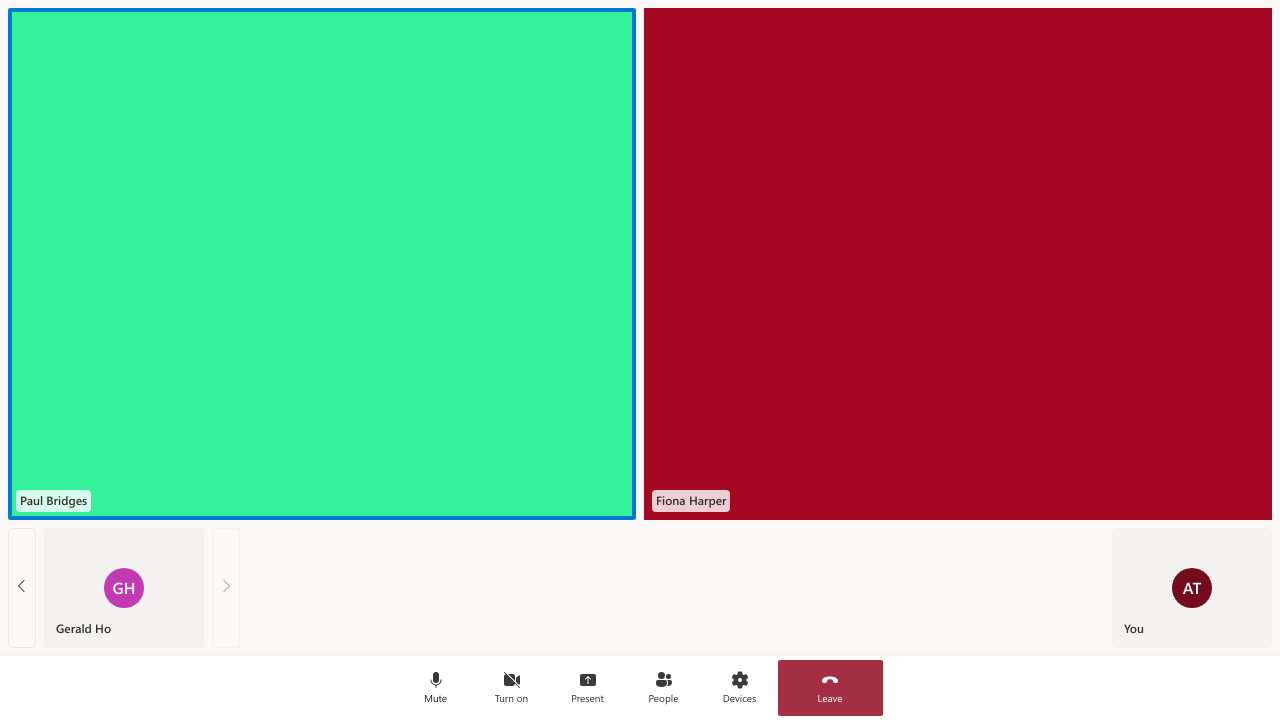 Paul Bridges
Fiona Harper
GH
Gerald Ho
AT
You
Mute
Turn on
Present
People
Devices
Leave